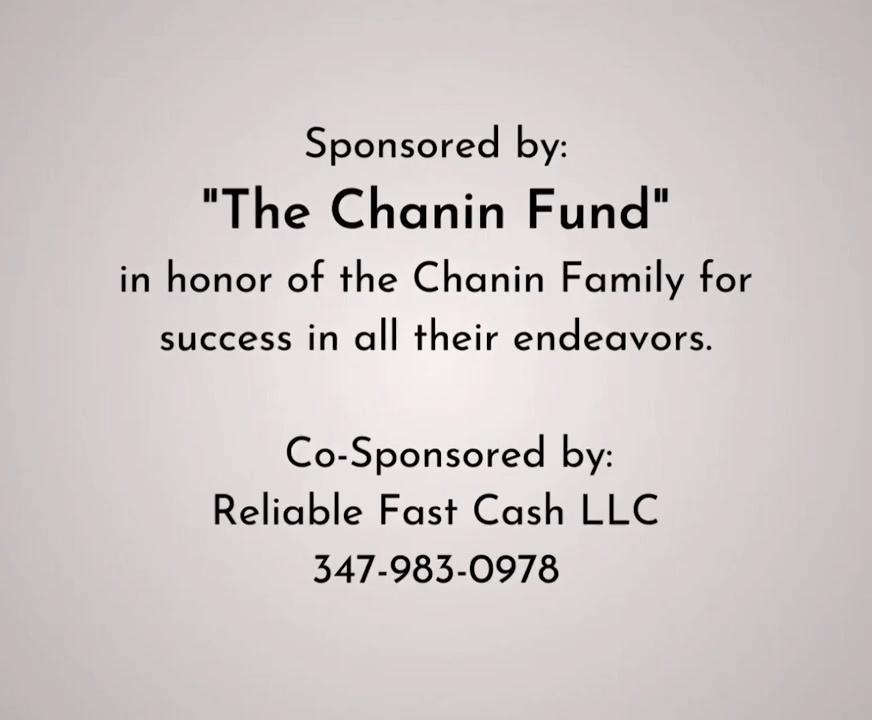 Sponsored by:
"The Chanin Fund"
in honor of the Chanin Family for
success in all their endeavors.
Co-Sponsored by:
Reliable Fast Cash LLC
347-983-0978